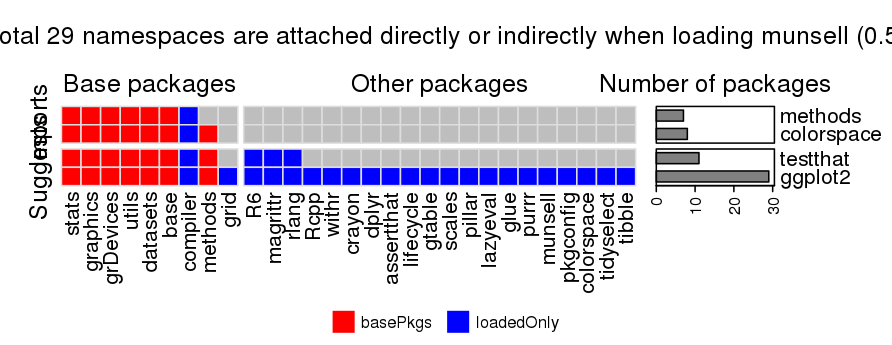 otal 29 namespaces are attached directly or indirectly when loading munsell (0.5
Base packages
Other packages
Number of packages
Imports
Suggests
methods
colorspace
testthat
ggplot2
0
10
20
30
stats
graphics
grDevices
utils
datasets
base
compiler
methods
grid
R6
magrittr
rlang
Rcpp
withr
crayon
dplyr
assertthat
lifecycle
gtable
scales
pillar
lazyeval
glue
purrr
munsell
pkgconfig
colorspace
tidyselect
tibble
basePkgs
loadedOnly